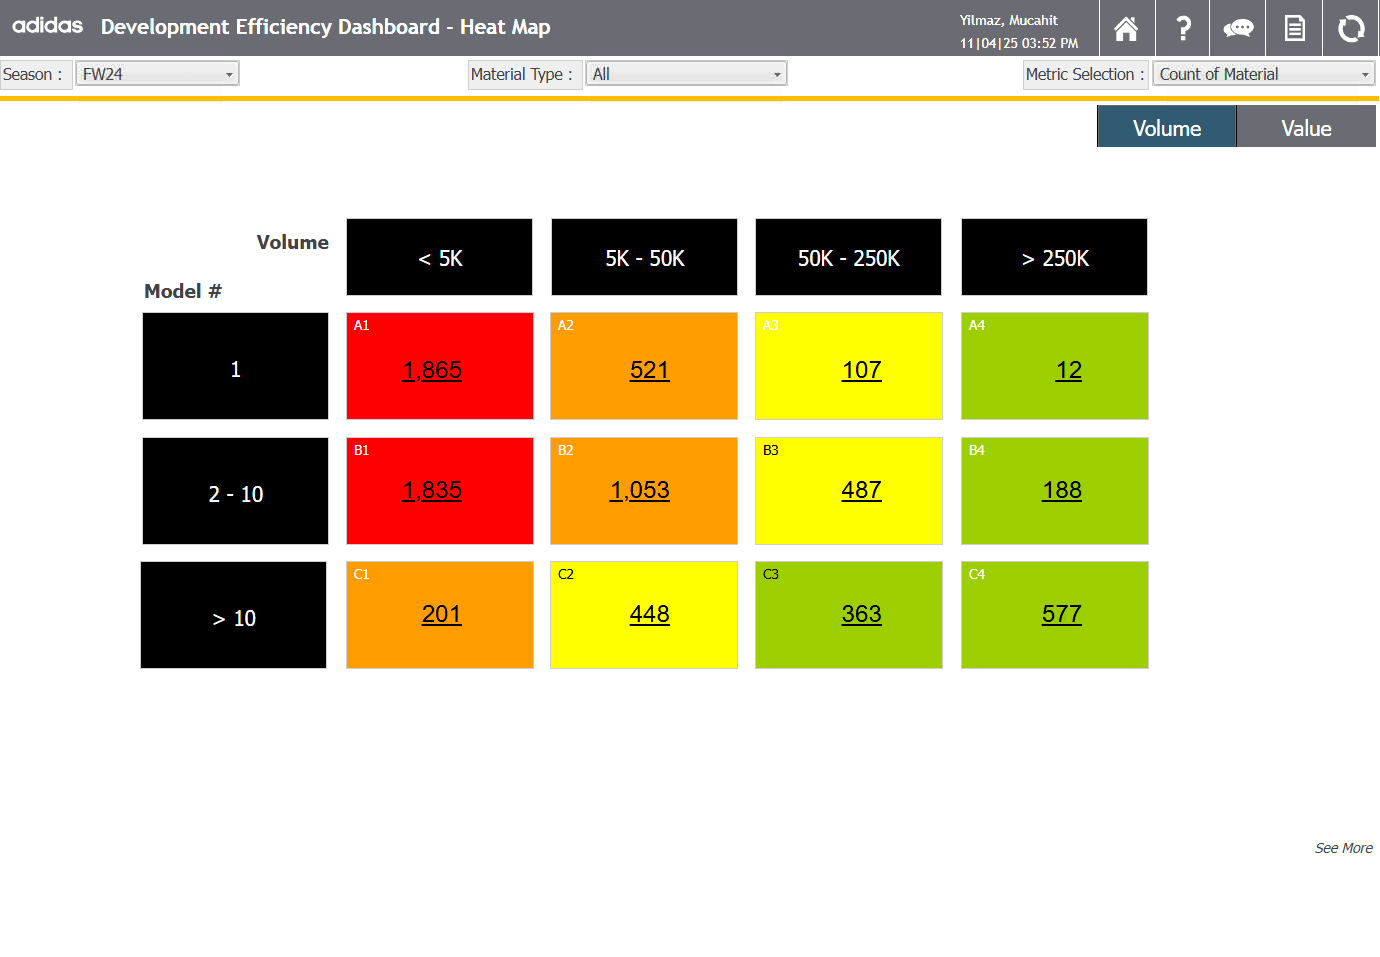 adidas Development Efficiency Dashboard - Heat Map
Yilmaz, Mucahit
11|04|25 03:52 PM
?
Season :
FW24
Material Type :
All
Metric Selection :
Count of Material
Volume
Value
Volume
Model #
< 5K
5K - 50K
50K - 250K
> 250K
1
A1
1,865
A2
521
A3
107
A4
12
2 - 10
B1
1,835
B2
1,053
B3
487
B4
188
> 10
C1
201
C2
448
C3
363
C4
577
See More